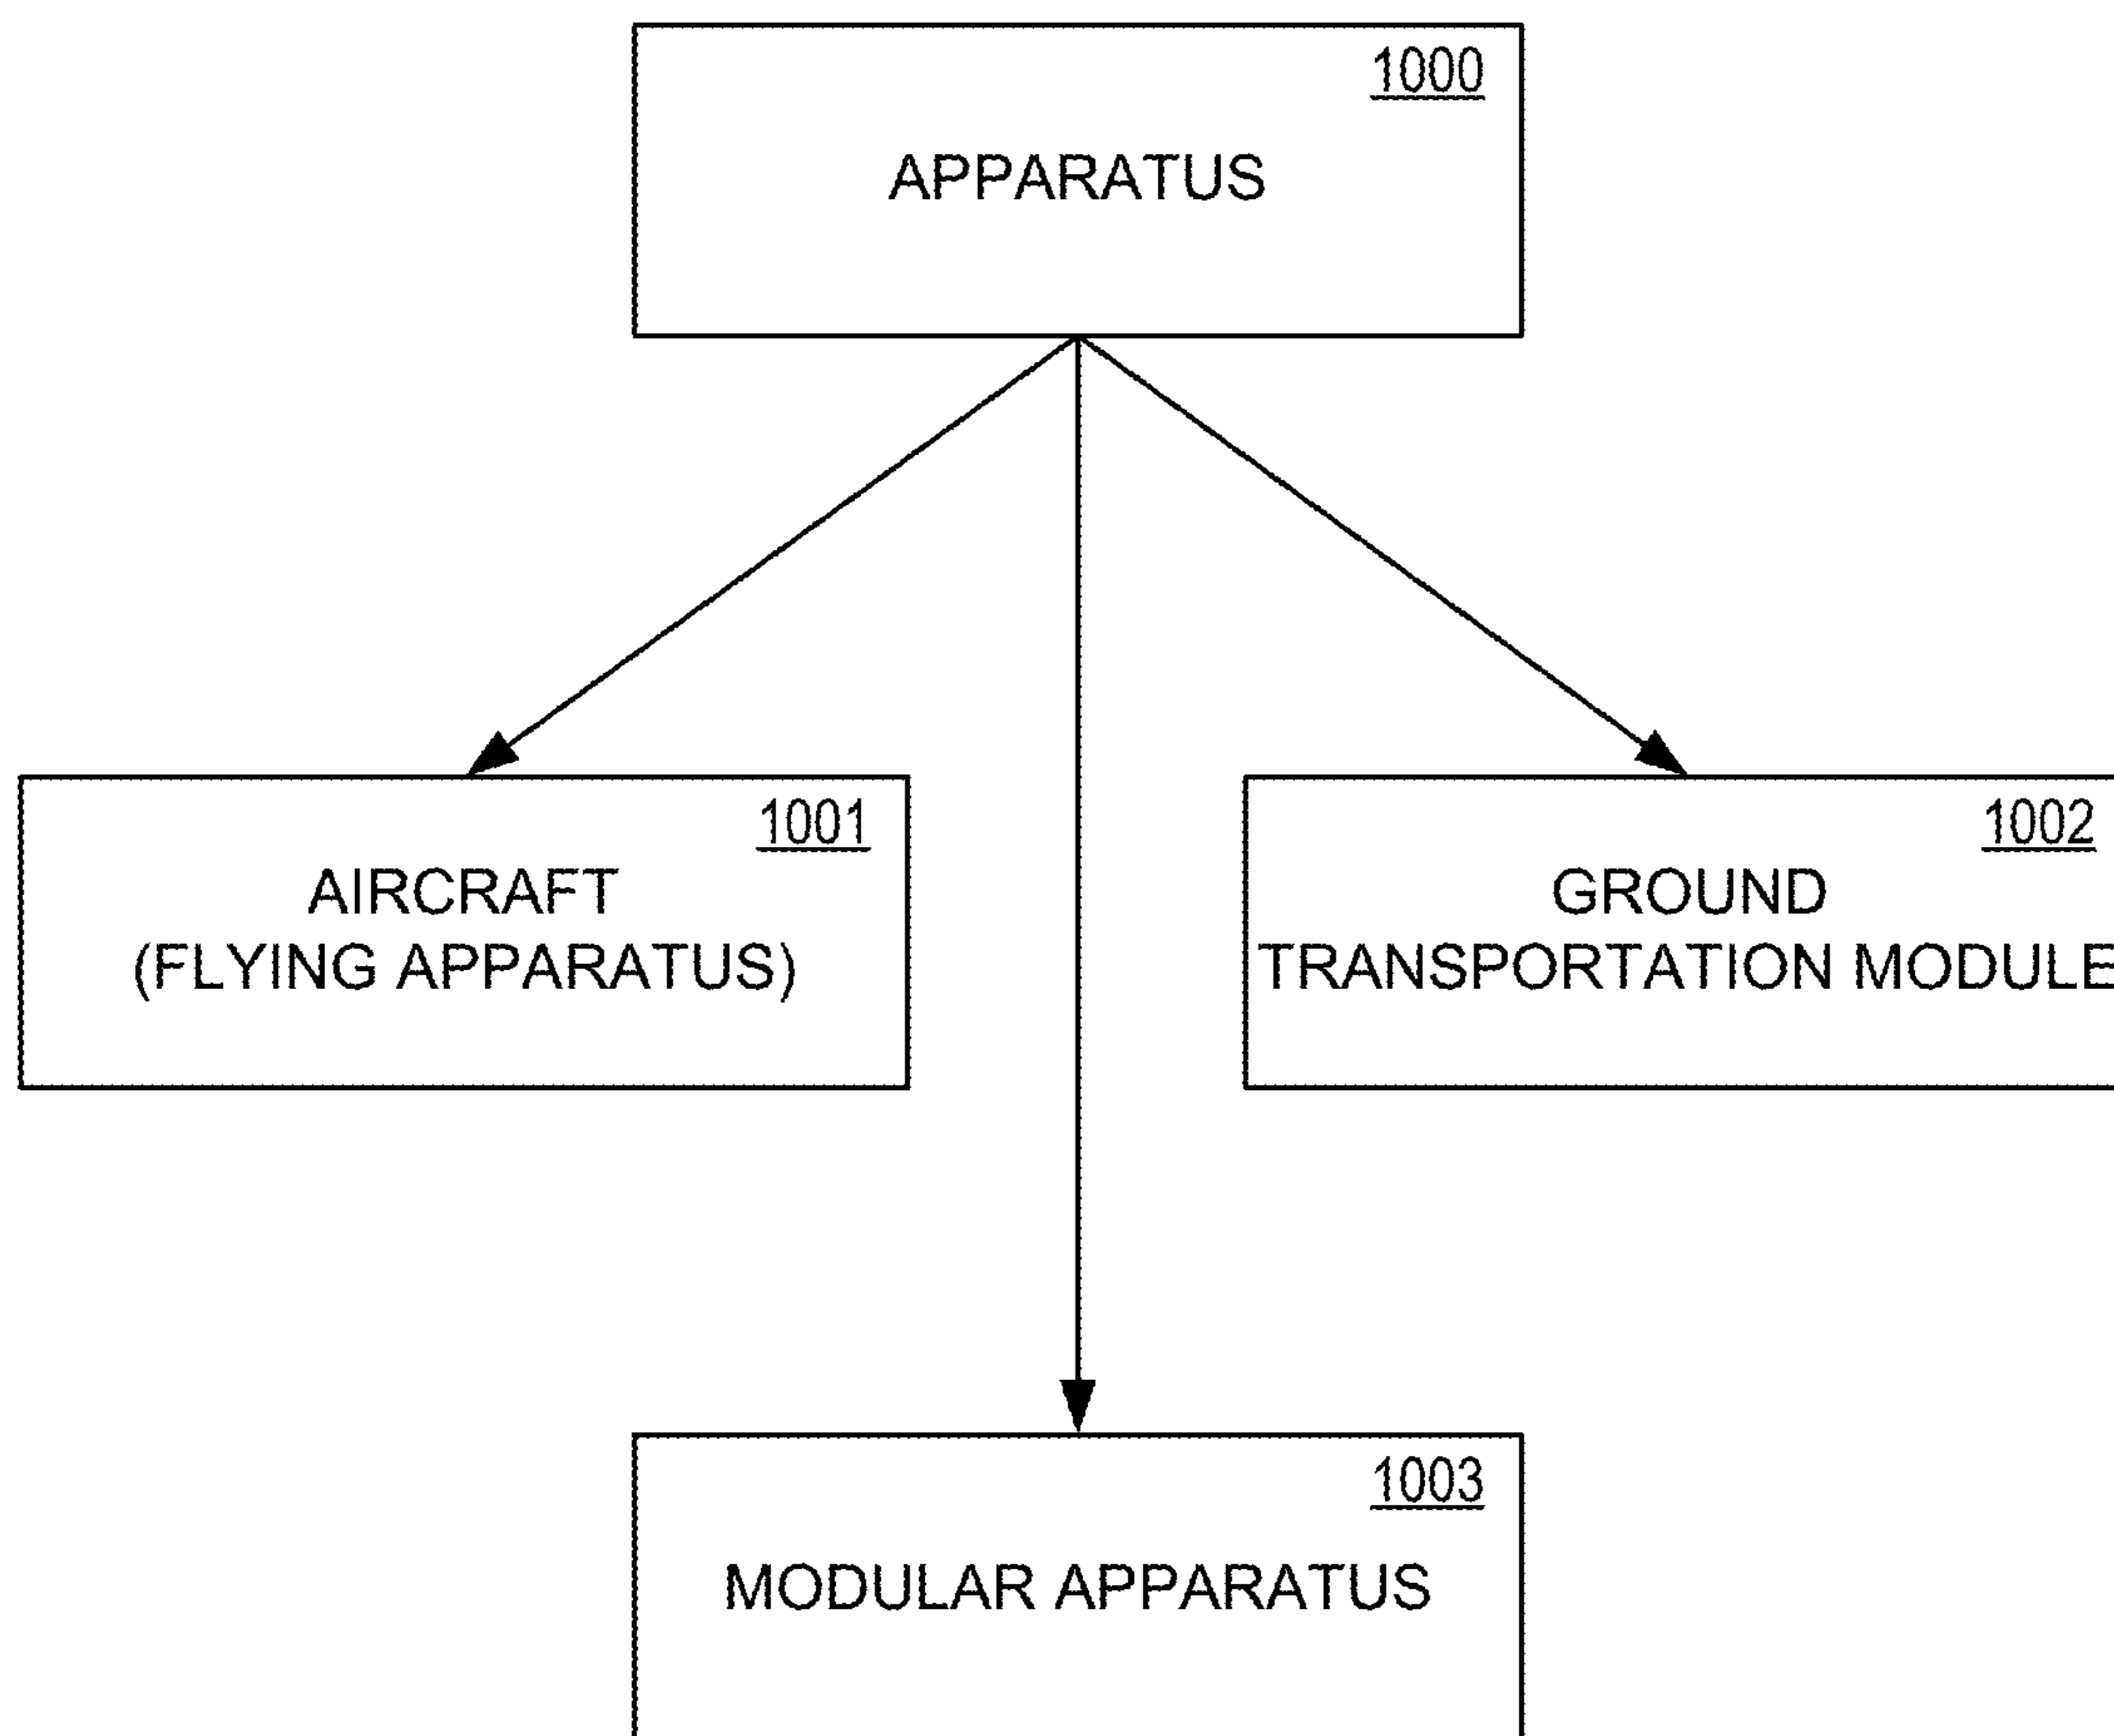 1000
APPARATUS
1001
AIRCRAFT
(FLYING APPARATUS)
1002
GROUND
TRANSPORTATION MODULE
1003
MODULAR APPARATUS